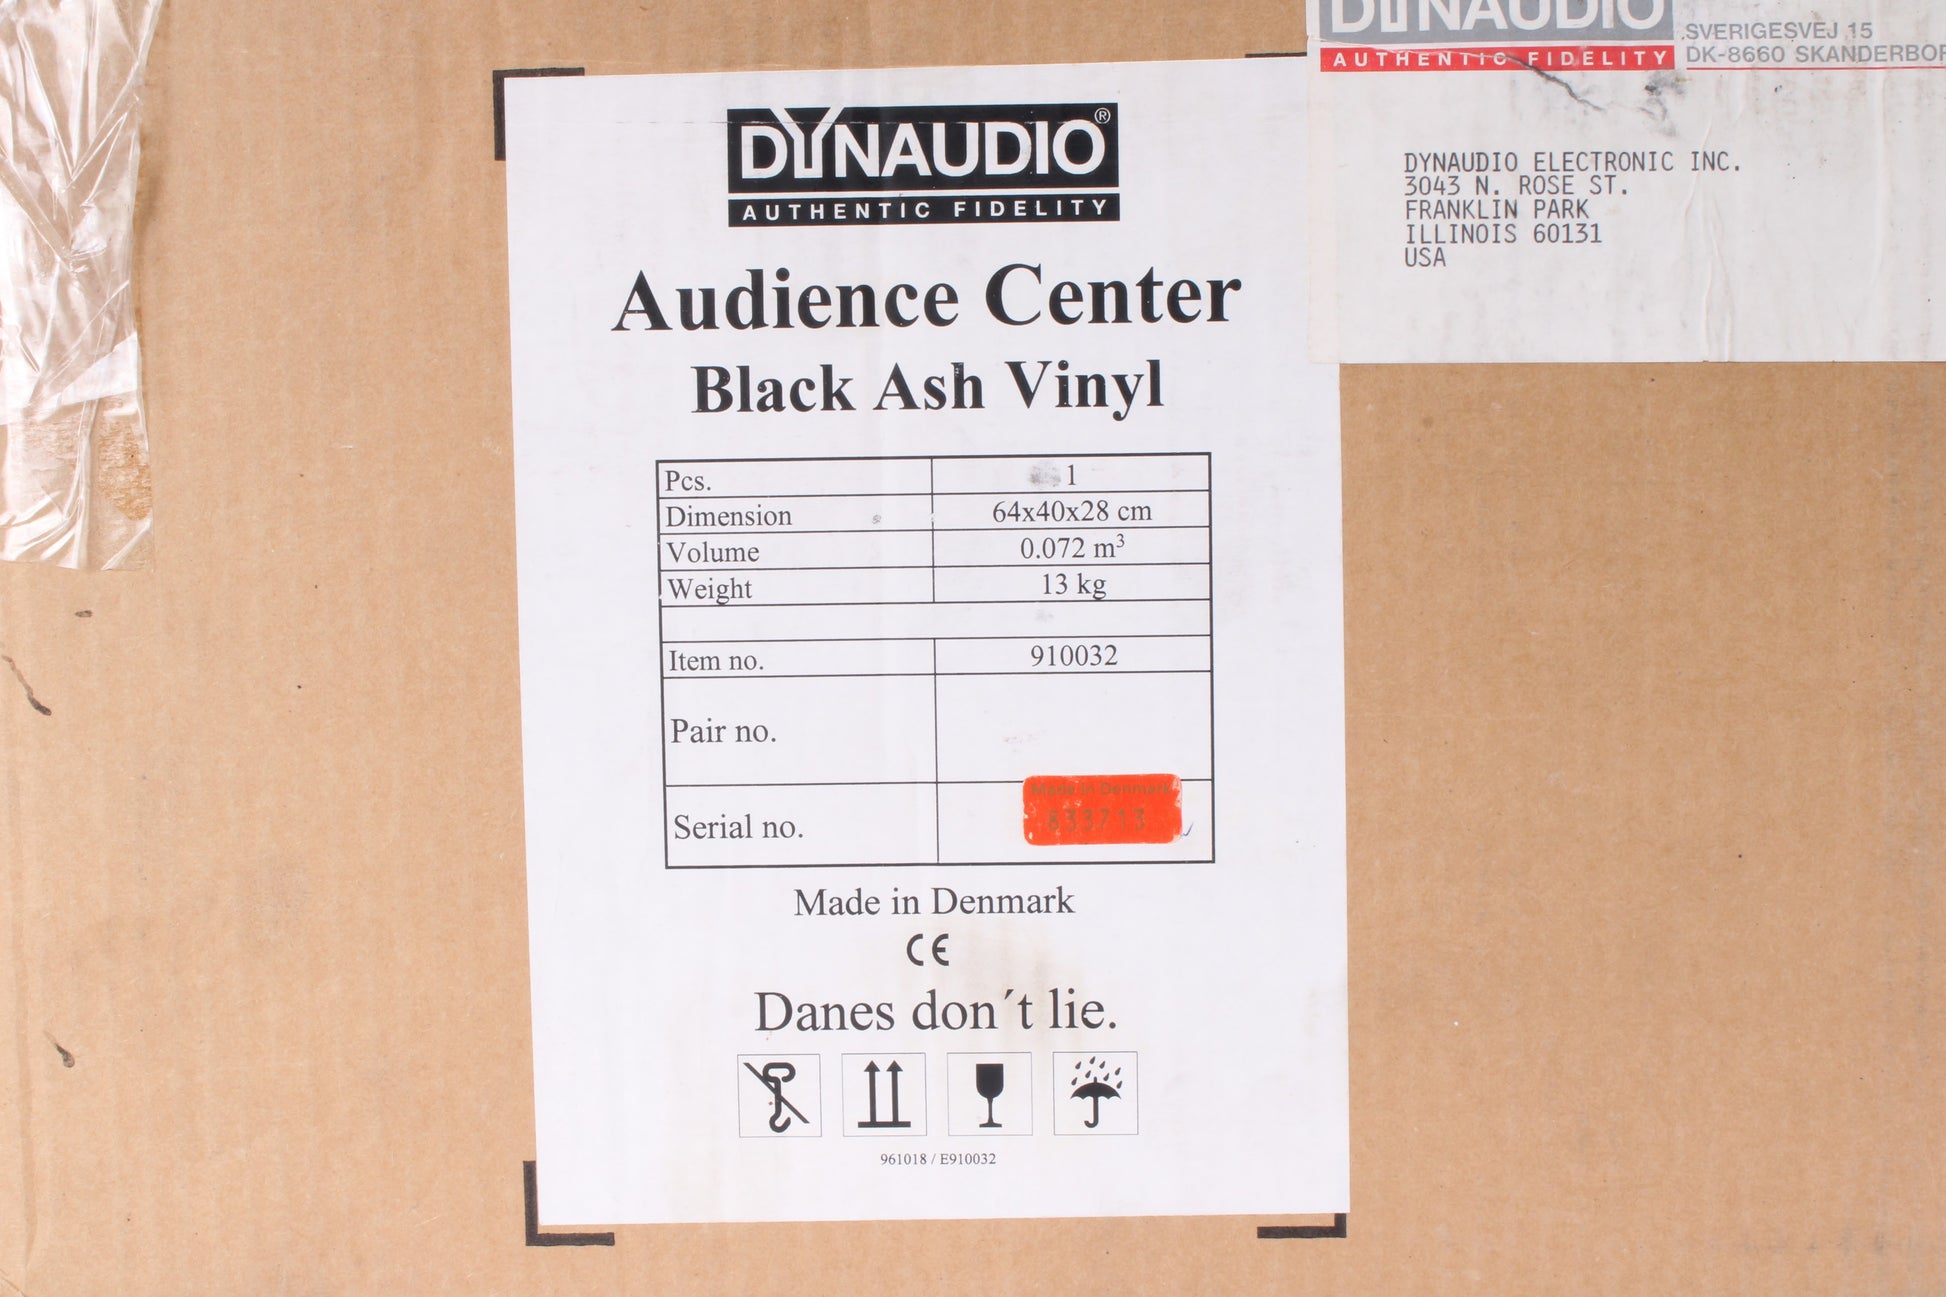 DYNAUDIO®
AUTHENTIC FIDELITY
Audience Center
Black Ash Vinyl
Pcs. 1
Dimension 64x40x28 cm
Volume 0.072 m³
Weight 13 kg
Item no. 910032
Pair no.
Serial no.
Made in Denmark
833713
Made in Denmark
CE
Danes don´t lie.
961018 / E910032
DYNAUDIO
AUTHENTIC FIDELITY
SVERIGESVEJ 15
DK-8660 SKANDERBOR
DYNAUDIO ELECTRONIC INC.
3043 N. ROSE ST.
FRANKLIN PARK
ILLINOIS 60131
USA